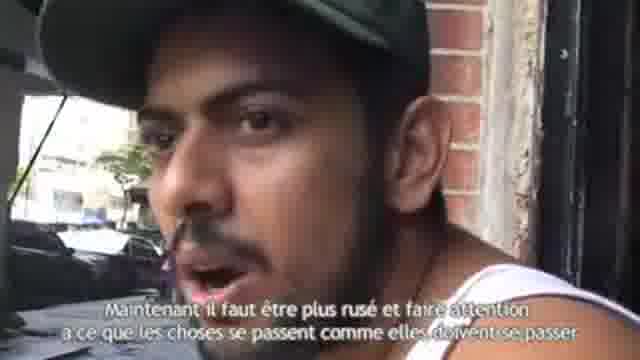 Maintenant il faut être plus rusé et faire attention
a ce que les choses se passent comme elles doivent se passer